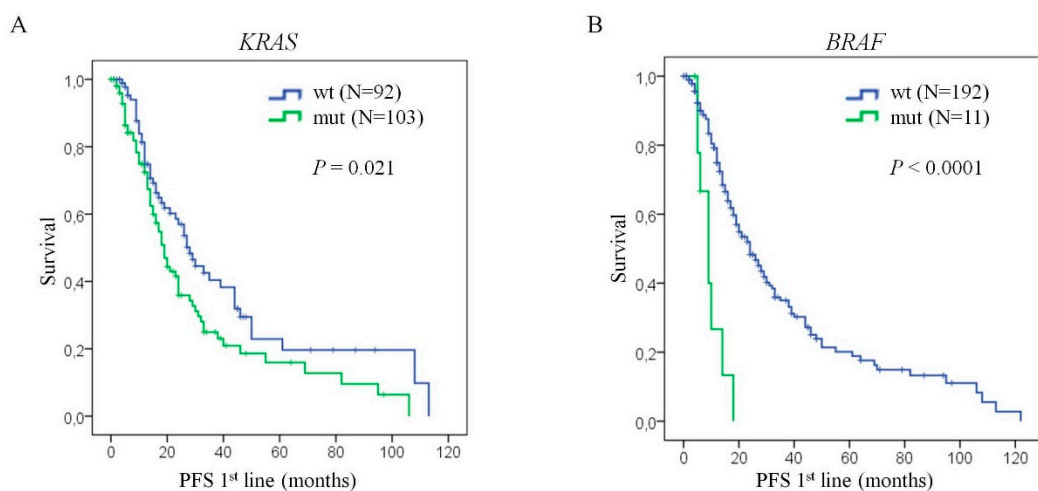 A
KRAS
wt (N=92)
mut (N=103)
P = 0.021
Survival
1,0
0,8
0,6
0,4
0,2
0,0
0 20 40 60 80 100 120
PFS 1st line (months)
B
BRAF
wt (N=192)
mut (N=11)
P < 0.0001
Survival
1,0
0,8
0,6
0,4
0,2
0,0
0 20 40 60 80 100 120
PFS 1st line (months)